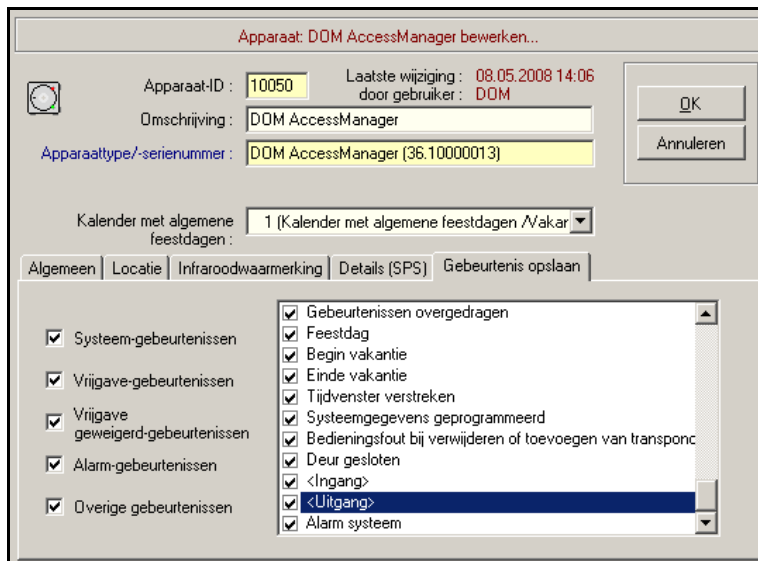 Apparaat: DOM AccessManager bewerken...
Apparaat-ID : 10050 Laatste wijziging : 08.05.2008 14:06
door gebruiker : DOM
Omschrijving : DOM AccessManager
Apparaattype/-serienummer : DOM AccessManager (36.10000013)
OK
Annuleren
Kalender met algemene
feestdagen : 1 (Kalender met algemene feestdagen /Vakar
Algemeen Locatie Infraroodwaarmerking Details (SPS) Gebeurtenis opslaan
Systeem-gebeurtenissen
Vrijgave-gebeurtenissen
Vrijgave
geweigerd-gebeurtenissen
Alarm-gebeurtenissen
Overige gebeurtenissen
Gebeurtenissen overgedragen
Feestdag
Begin vakantie
Einde vakantie
Tijdvenster verstreken
Systeemgegevens geprogrammeerd
Bedieningsfout bij verwijderen of toevoegen van transponc
Deur gesloten
<Ingang>
<Uitgang>
Alarm systeem